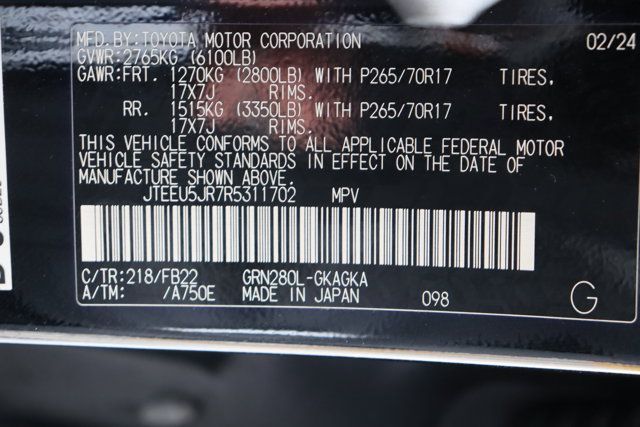 MFD.BY:TOYOTA MOTOR CORPORATION 02/24
GVWR:2765KG (6100LB)
GAWR:FRT. 1270KG (2800LB) WITH P265/70R17 TIRES,
17X7J RIMS.
RR. 1515KG (3350LB) WITH P265/70R17 TIRES,
17X7J RIMS.
THIS VEHICLE CONFORMS TO ALL APPLICABLE FEDERAL MOTOR
VEHICLE SAFETY STANDARDS IN EFFECT ON THE DATE OF
MANUFACTURE SHOWN ABOVE.
JTEEU5JR7R5311702 MPV
C/TR:218/FB22 GRN280L-GKAGKA
A/TM: /A750E MADE IN JAPAN 098 G